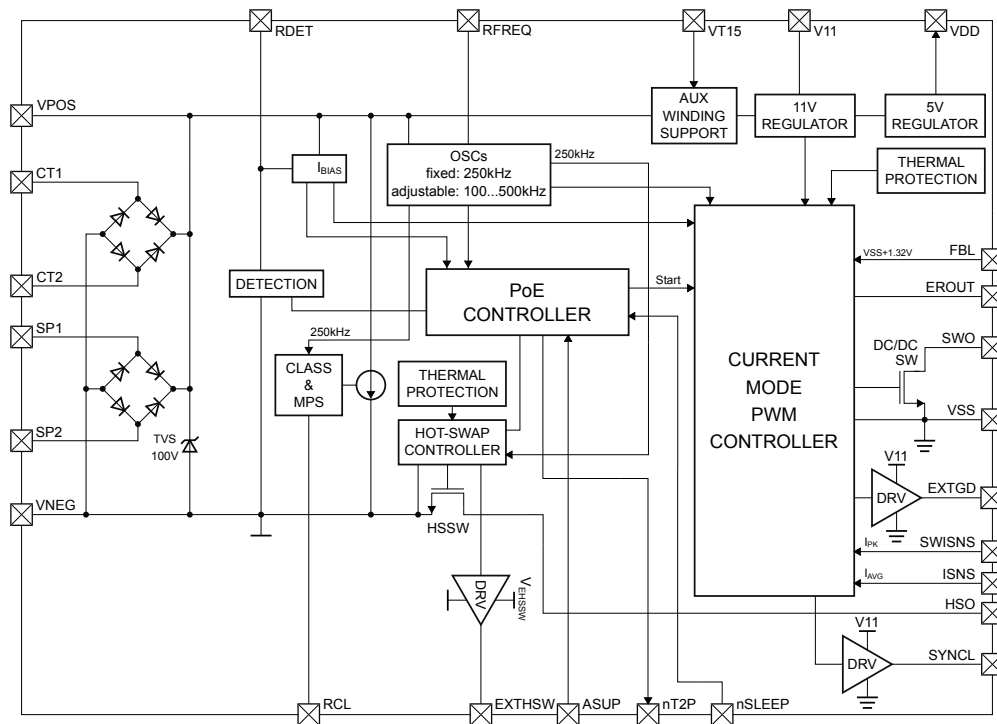 RDET
RFREQ
VT15
V11
VDD
VPOS
AUX
WINDING
SUPPORT
11V
REGULATOR
5V
REGULATOR
IBIAS
OSCs
fixed: 250kHz
adjustable: 100...500kHz
250kHz
THERMAL
PROTECTION
CT1
CT2
SP1
SP2
TVS
100V
VNEG
DETECTION
PoE
CONTROLLER
Start
250kHz
CLASS
&
MPS
THERMAL
PROTECTION
HOT-SWAP
CONTROLLER
HSSW
DRV
VEHSSW
CURRENT
MODE
PWM
CONTROLLER
VSS+1.32V
FBL
EROUT
SWO
DC/DC
SW
VSS
V11
DRV
EXTGD
IPK
SWISNS
IAVG
ISNS
HSO
V11
DRV
SYNCL
RCL
EXTHSW
ASUP
nT2P
nSLEEP